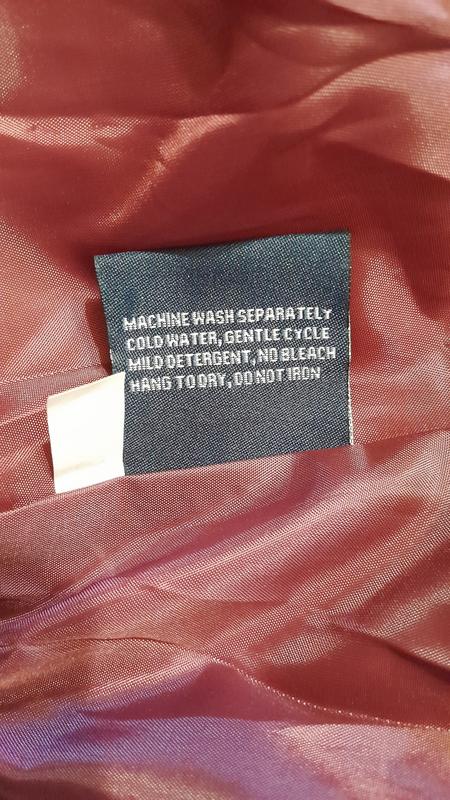 MACHINE WASH SEPARATELY
COLD WATER, GENTLE CYCLE
MILD DETERGENT, NO BLEACH
HANG TO DRY, DO NOT IRON